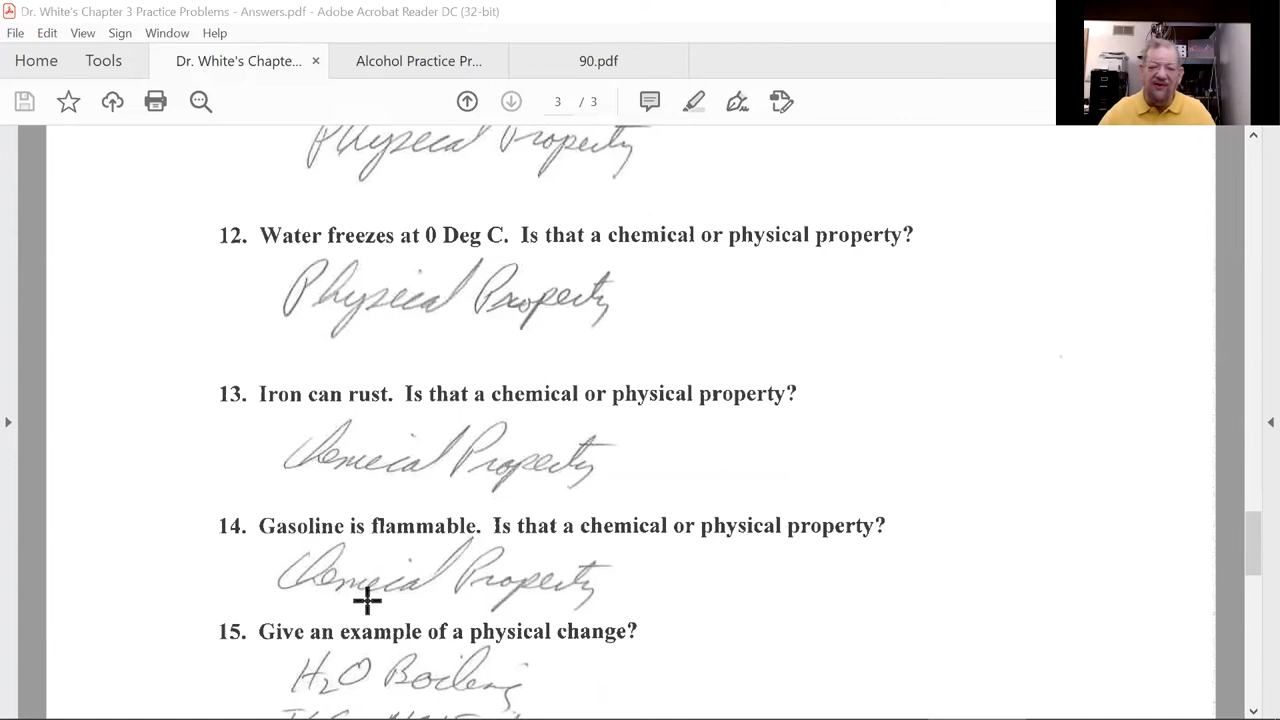 Dr. White's Chapter 3 Practice Problems - Answers.pdf - Adobe Acrobat Reader DC (32-bit)
File Edit View Sign Window Help
Home Tools Dr. White's Chapte... × Alcohol Practice Pr... 90.pdf
3 / 3
Physical Property
12. Water freezes at 0 Deg C. Is that a chemical or physical property?
Physical Property
13. Iron can rust. Is that a chemical or physical property?
Chemical Property
14. Gasoline is flammable. Is that a chemical or physical property?
Chemical Property
15. Give an example of a physical change?
H2O Boiling